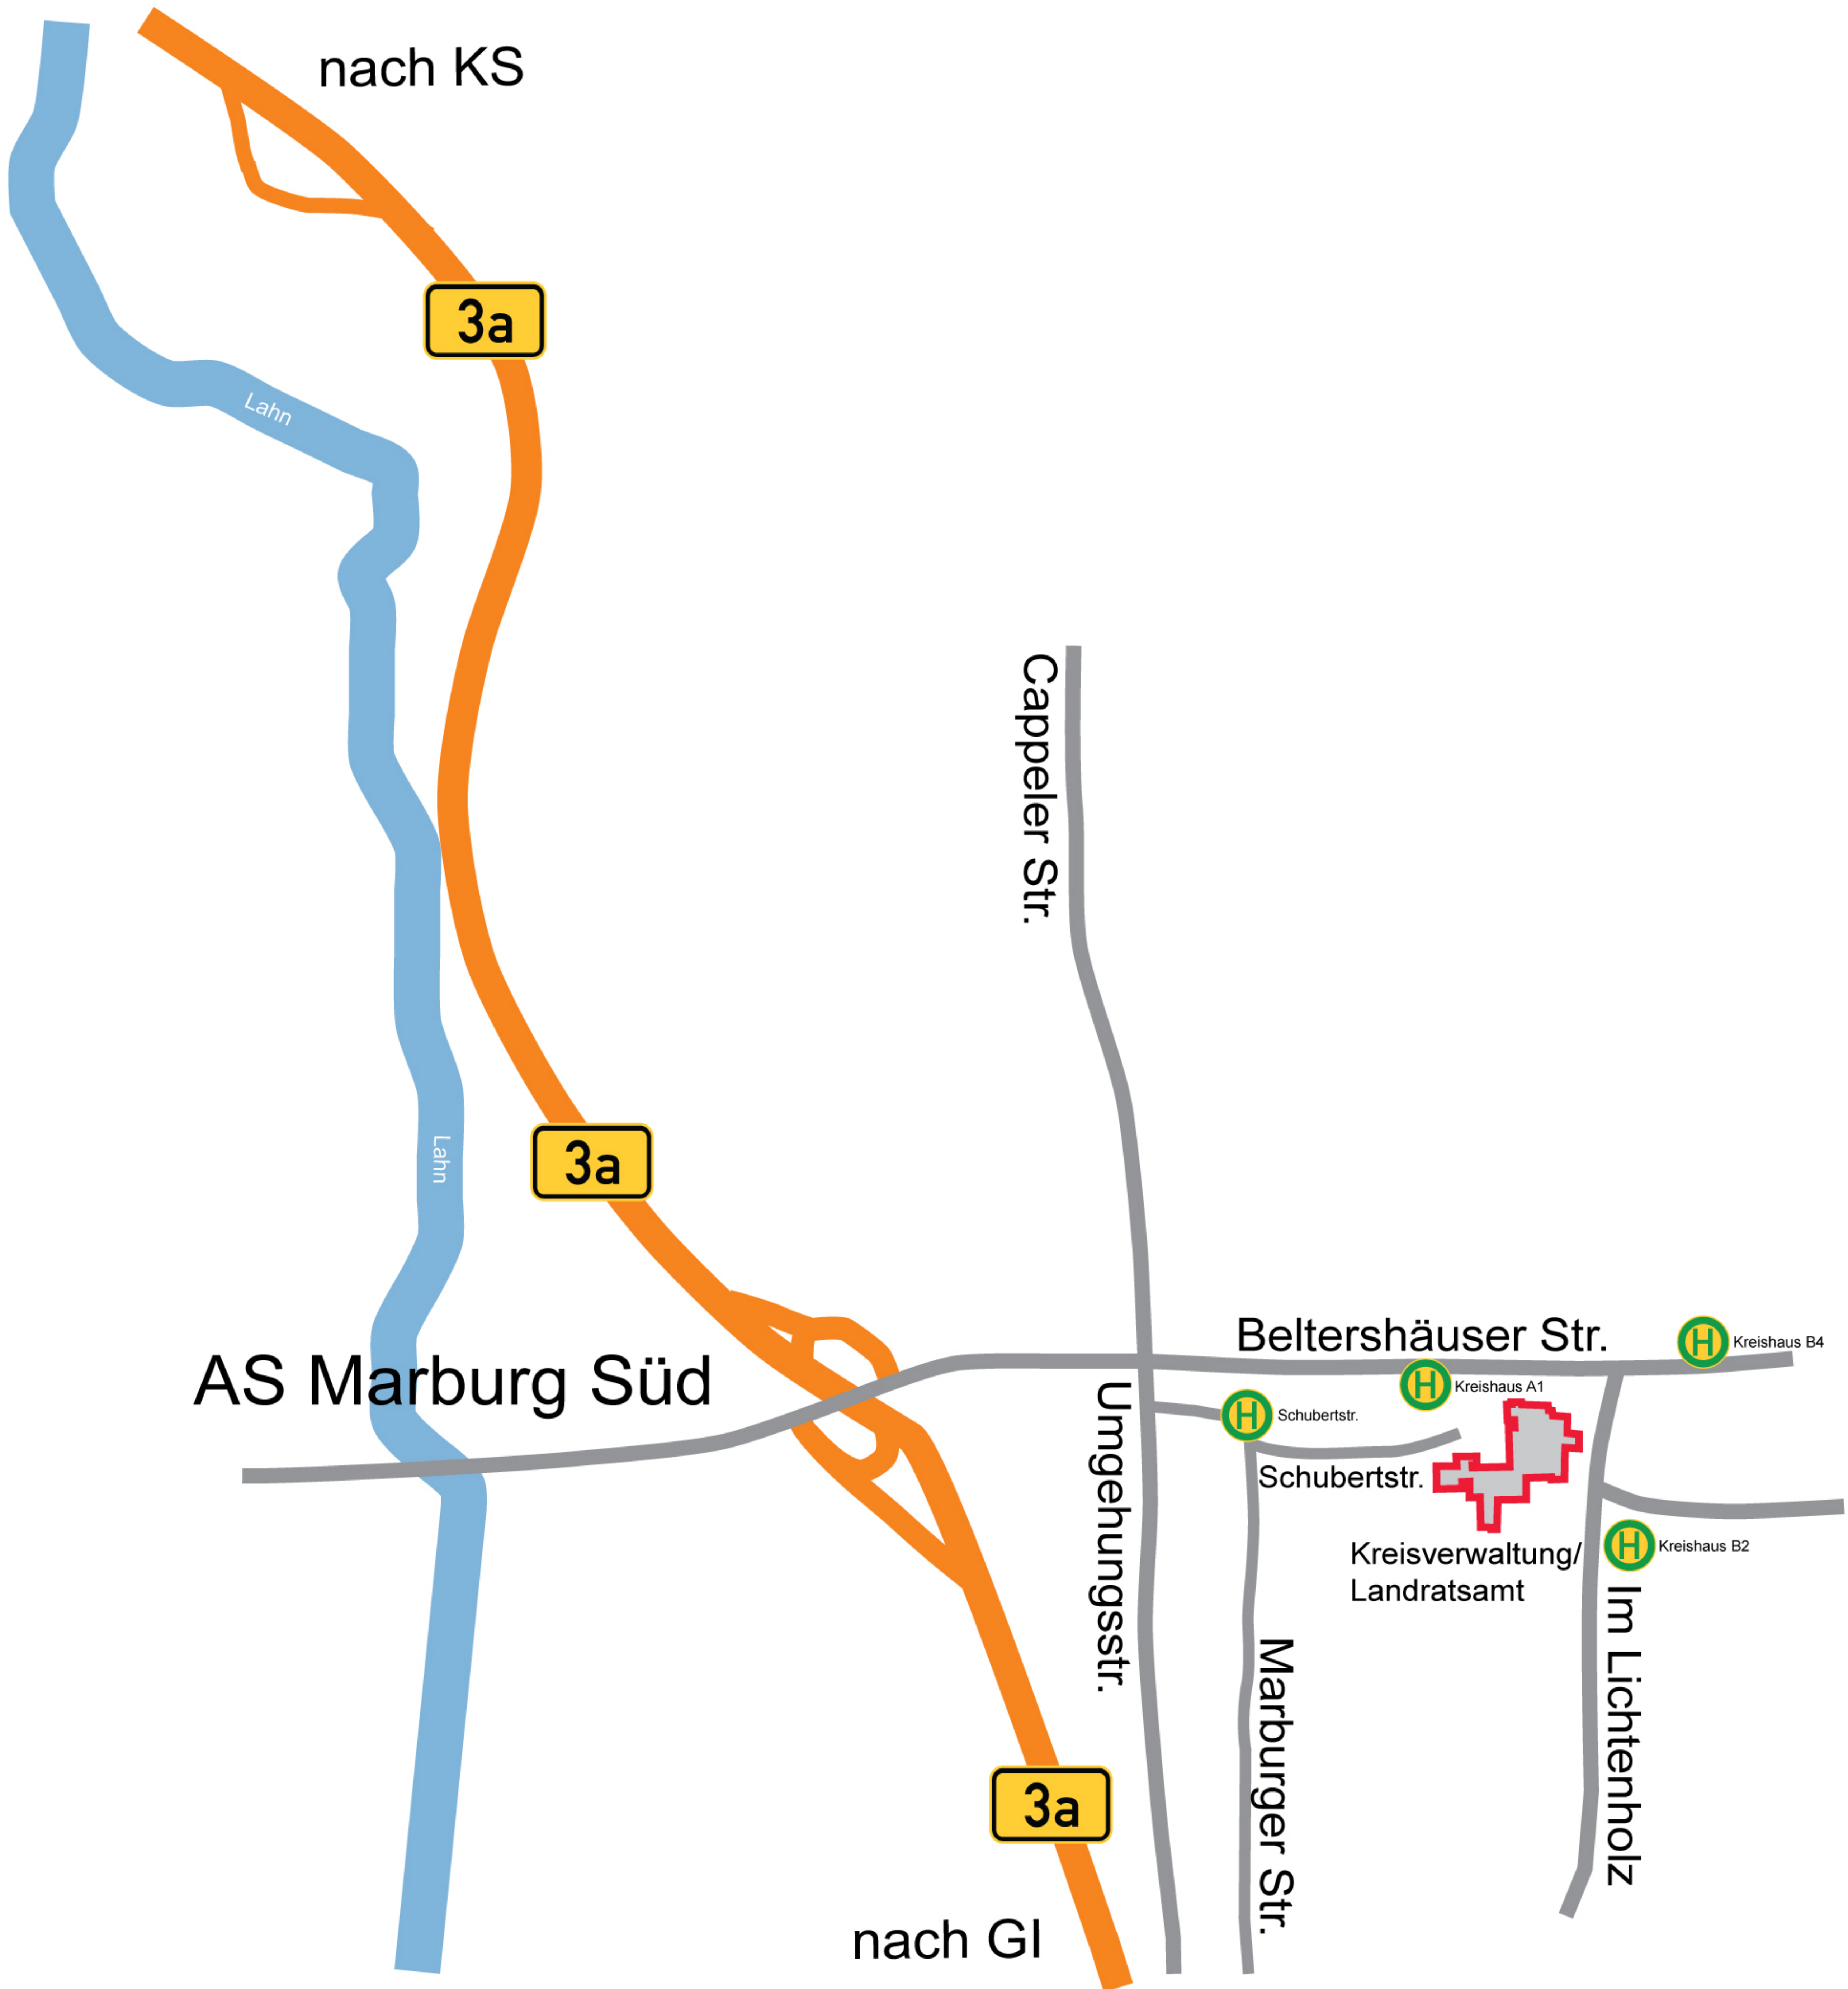 nach KS
3a
Lahn
Cappeler Str.
Lahn
3a
Beltershäuser Str.
H
Kreishaus B4
AS Marburg Süd
H
Kreishaus A1
H
Schubertstr.
Umgehungsstr.
Schubertstr.
Kreisverwaltung/
Landratsamt
H
Kreishaus B2
Im Lichtenholz
Marburger Str.
3a
nach GI